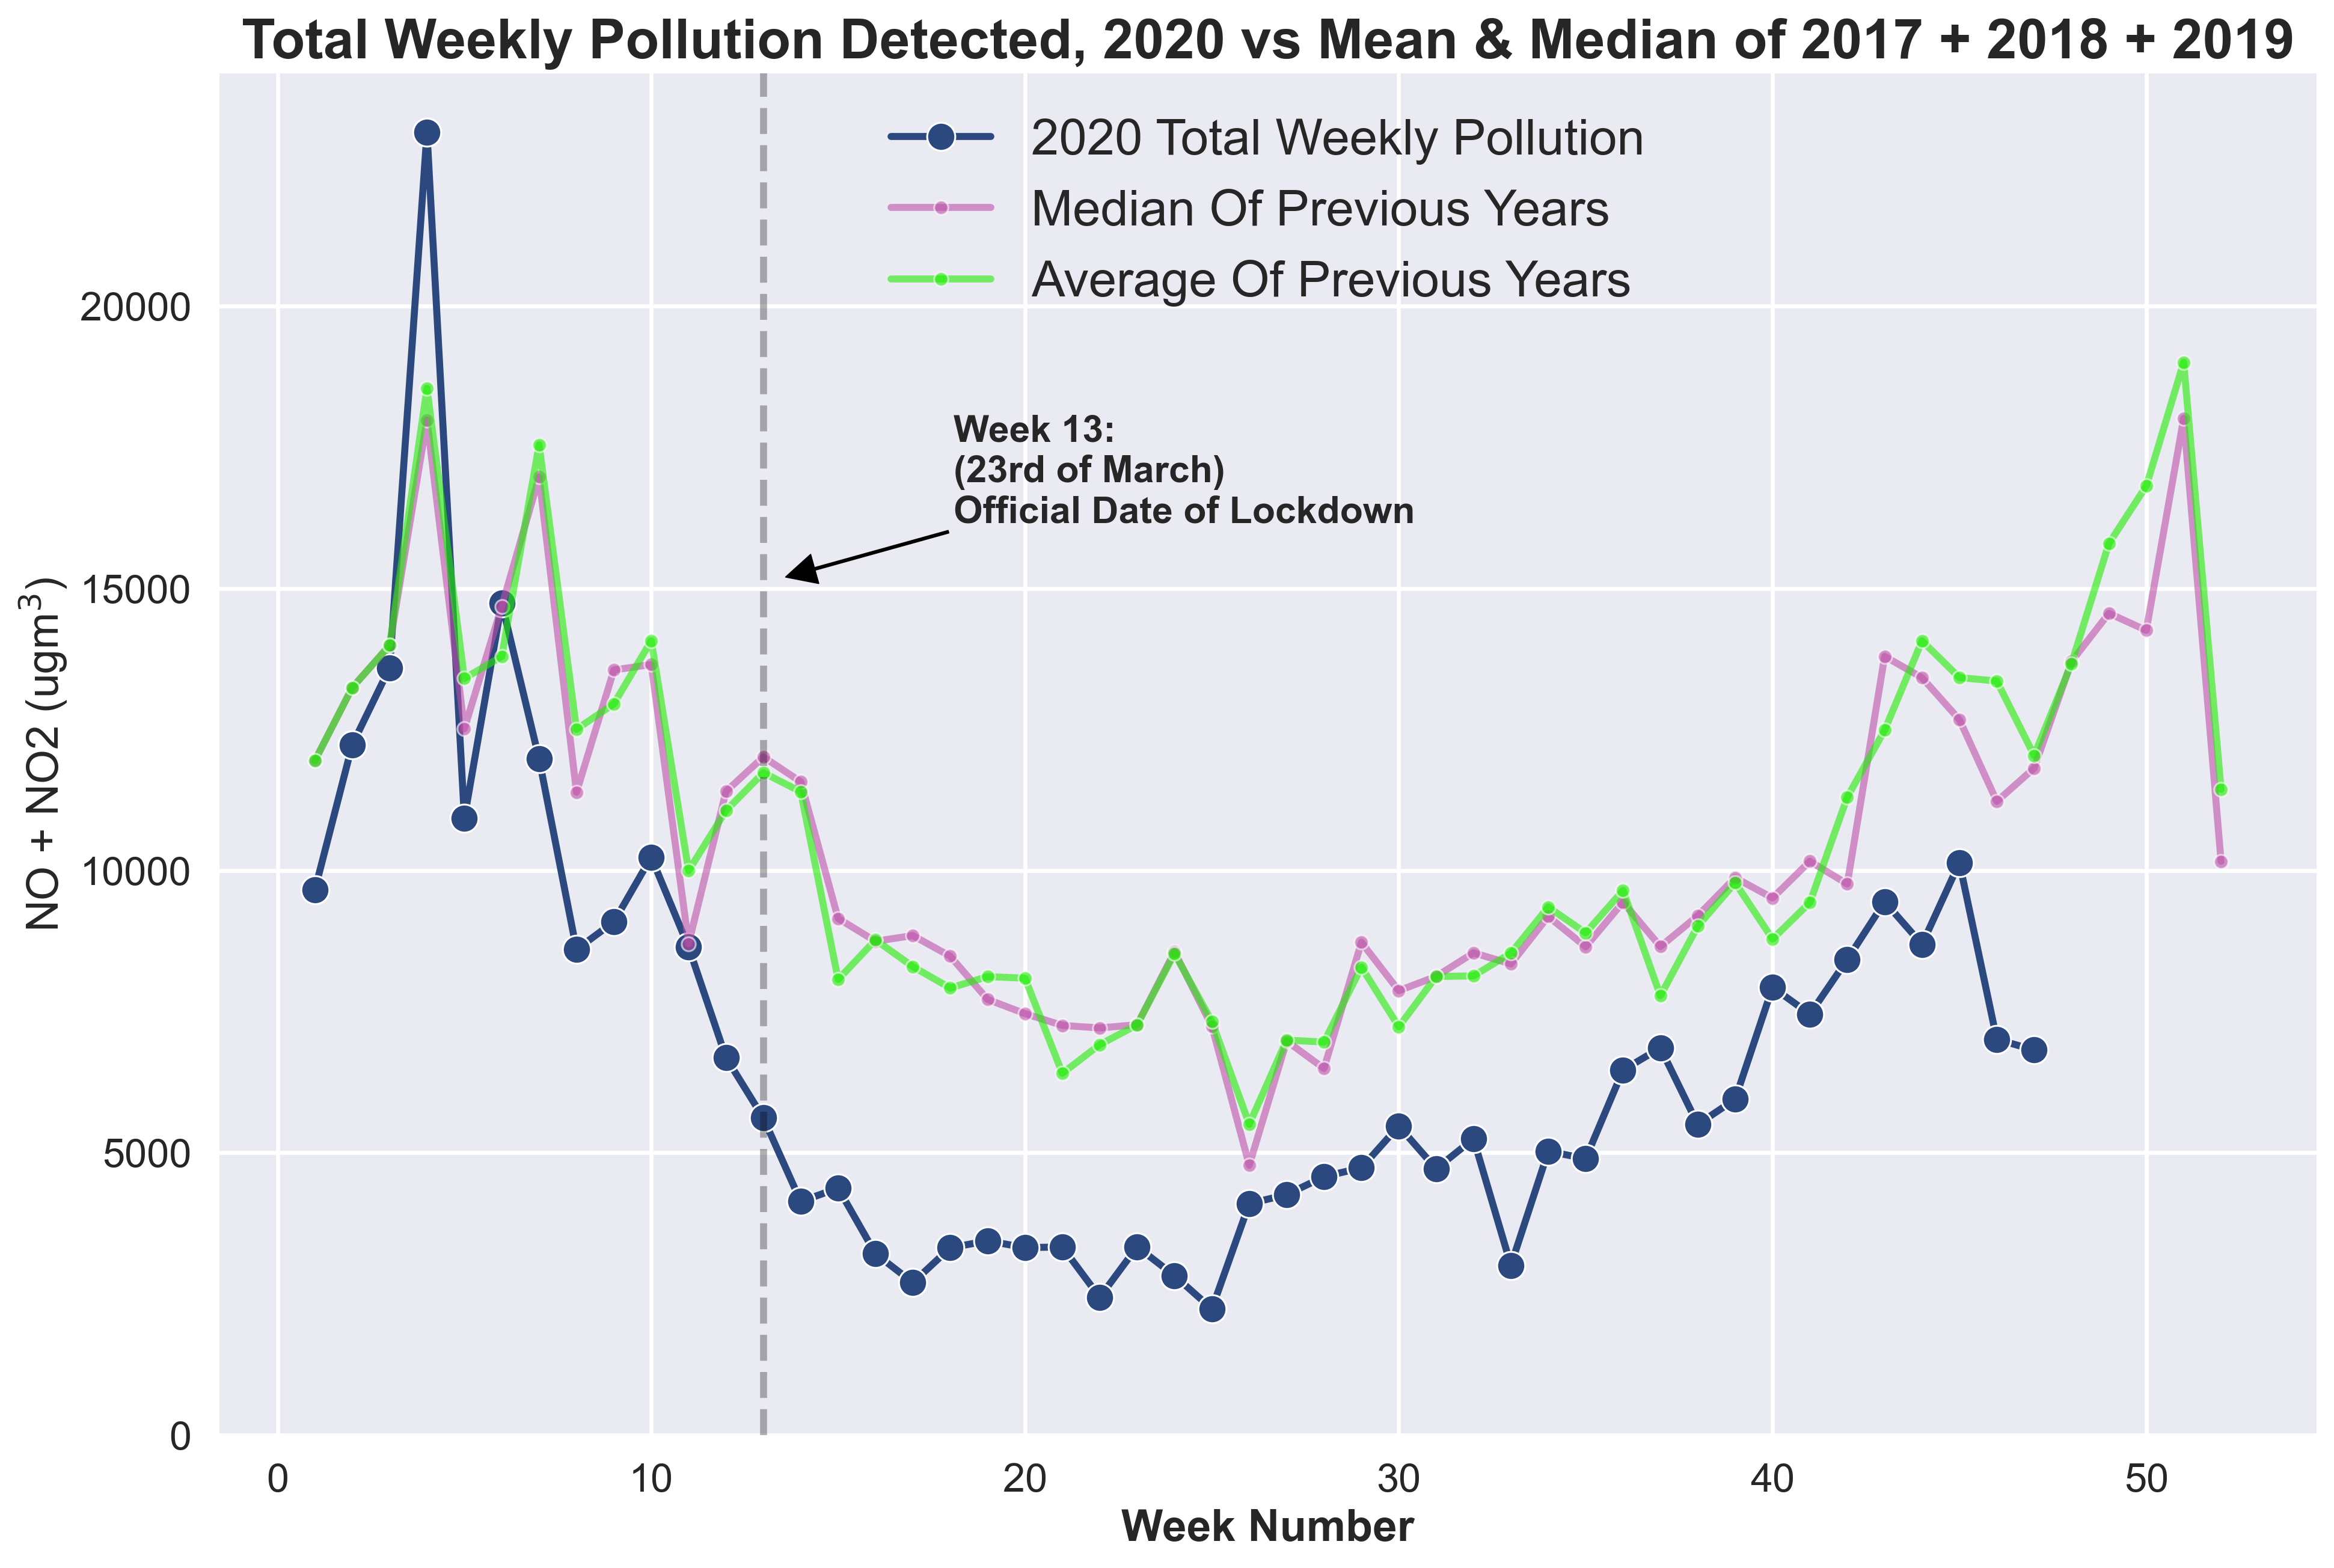 Total Weekly Pollution Detected, 2020 vs Mean & Median of 2017 + 2018 + 2019
2020 Total Weekly Pollution
Median Of Previous Years
Average Of Previous Years
Week 13:
(23rd of March)
Official Date of Lockdown
NO + NO2 (ugm³)
20000
15000
10000
5000
0
0 10 20 30 40 50
Week Number